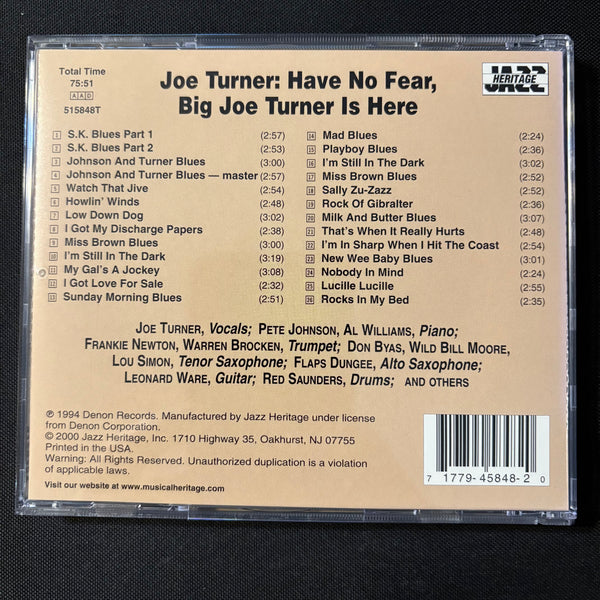 Total Time
75:51
AAD
515848T
Joe Turner: Have No Fear,
Big Joe Turner Is Here
JAZZ
HERITAGE
1 S.K. Blues Part 1 (2:57)
2 S.K. Blues Part 2 (2:53)
3 Johnson And Turner Blues (3:00)
4 Johnson And Turner Blues — master (2:57)
5 Watch That Jive (2:54)
6 Howlin' Winds (2:48)
7 Low Down Dog (3:02)
8 I Got My Discharge Papers (2:38)
9 Miss Brown Blues (3:00)
10 I'm Still In The Dark (3:19)
11 My Gal's A Jockey (3:08)
12 I Got Love For Sale (2:32)
13 Sunday Morning Blues (2:51)
14 Mad Blues (2:24)
15 Playboy Blues (2:36)
16 I'm Still In The Dark (3:02)
17 Miss Brown Blues (2:52)
18 Sally Zu-Zazz (2:52)
19 Rock Of Gibralter (2:36)
20 Milk And Butter Blues (3:07)
21 That's When It Really Hurts (2:48)
22 I'm In Sharp When I Hit The Coast (2:54)
23 New Wee Baby Blues (3:01)
24 Nobody In Mind (2:44)
25 Lucille Lucille (2:55)
26 Rocks In My Bed (2:35)
JOE TURNER, Vocals; PETE JOHNSON, AL WILLIAMS, Piano;
FRANKIE NEWTON, WARREN BROCKEN, Trumpet; DON BYAS, WILD BILL MOORE,
LOU SIMON, Tenor Saxophone; FLAPS DUNGEE, Alto Saxophone;
LEONARD WARE, Guitar; RED SAUNDERS, Drums; AND OTHERS
℗ 1994 Denon Records. Manufactured by Jazz Heritage under license
from Denon Corporation.
© 2000 Jazz Heritage, Inc. 1710 Highway 35, Oakhurst, NJ 07755
Printed in the USA.
Warning: All Rights Reserved. Unauthorized duplication is a violation
of applicable laws.
Visit our website at www.musicalheritage.com
7 1779-45848-2 0